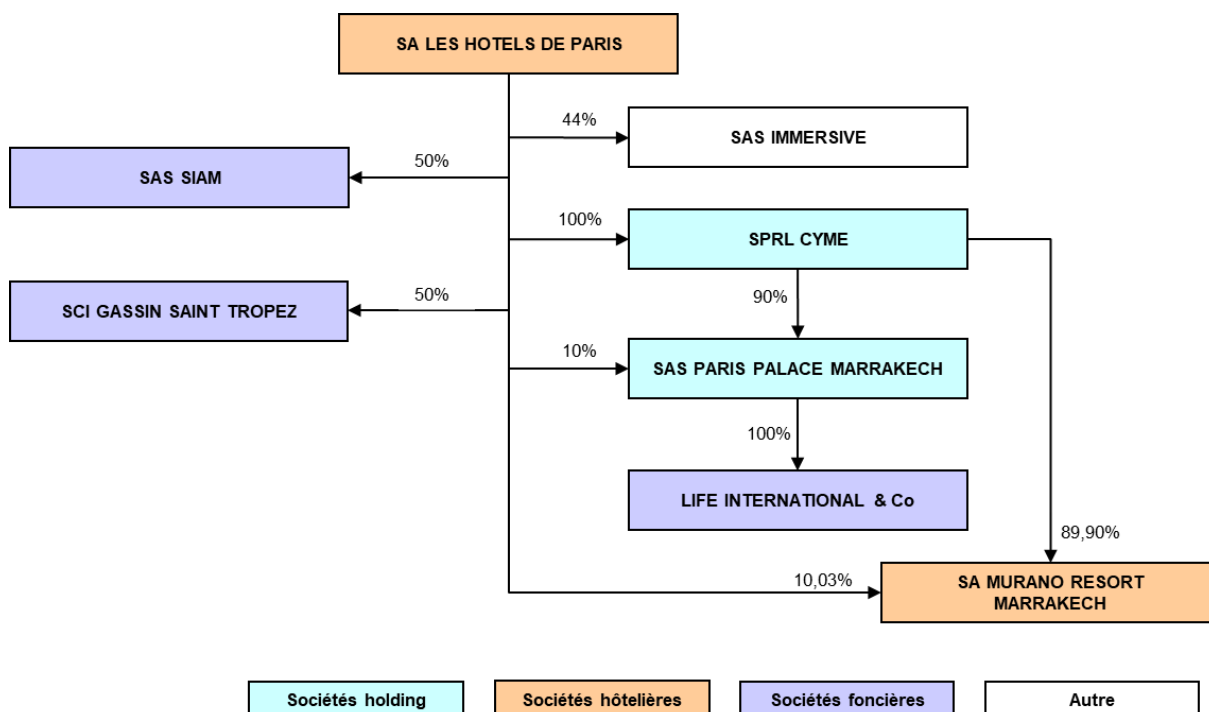 SA LES HOTELS DE PARIS
44%
SAS IMMERSIVE
50%
SAS SIAM
100%
SPRL CYME
50%
SCI GASSIN SAINT TROPEZ
90%
10%
SAS PARIS PALACE MARRAKECH
100%
LIFE INTERNATIONAL & Co
89,90%
10,03%
SA MURANO RESORT
MARRAKECH
Sociétés holding
Sociétés hôtelières
Sociétés foncières
Autre